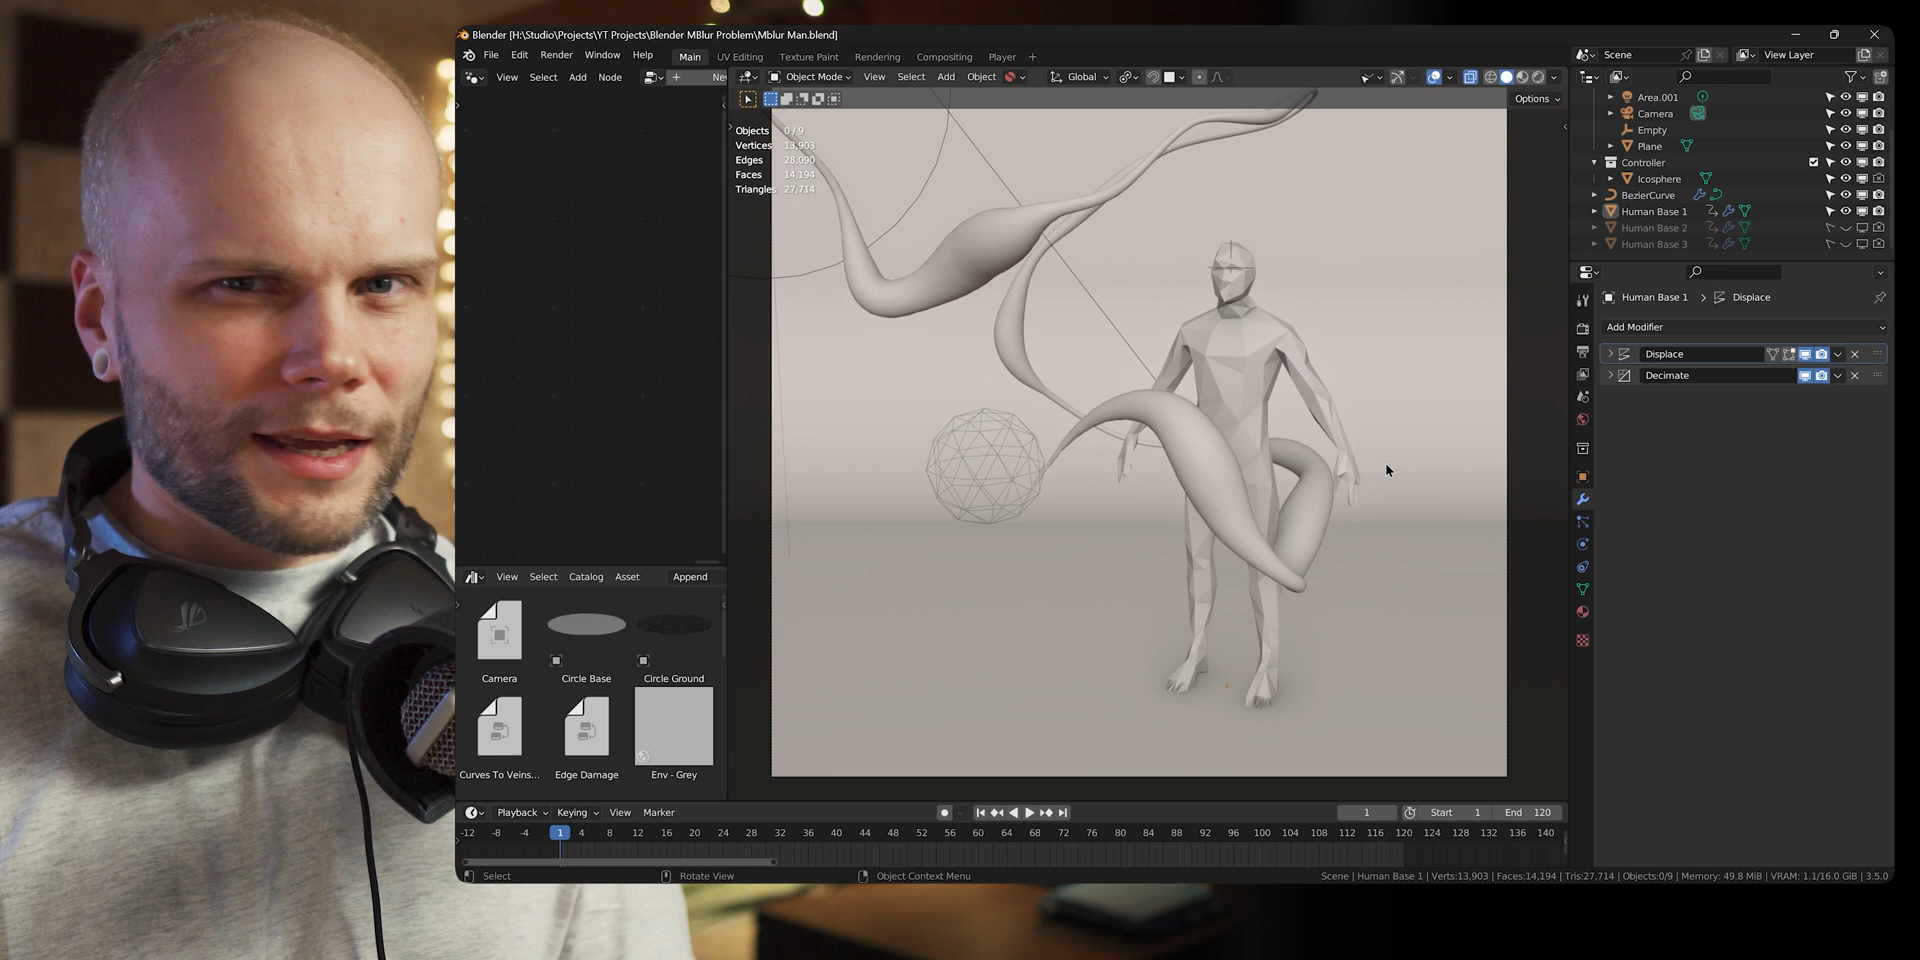 Blender [H:\Studio\Projects\YT Projects\Blender MBlur Problem\Mblur Man.blend]
File Edit Render Window Help Main UV Editing Texture Paint Rendering Compositing Player + Scene View Layer
View Select Add Node + New Object Mode View Select Add Object Global
Options
Objects 0/9
Vertices 13,903
Edges 28,090
Faces 14,194
Triangles 27,714
Area.001
Camera
Empty
Plane
Controller
Icosphere
BezierCurve
Human Base 1
Human Base 2
Human Base 3
Human Base 1 > Displace
Add Modifier
Displace
Decimate
View Select Catalog Asset Append
Camera Circle Base Circle Ground
Curves To Veins... Edge Damage Env - Grey
Playback Keying View Marker 1 Start 1 End 120
-12 -8 -4 1 4 8 12 16 20 24 28 32 36 40 44 48 52 56 60 64 68 72 76 80 84 88 92 96 100 104 108 112 116 120 124 128 132 136 140
Select Rotate View Object Context Menu Scene | Human Base 1 | Verts:13,903 | Faces:14,194 | Tris:27,714 | Objects:0/9 | Memory: 49.8 MiB | VRAM: 1.1/16.0 GiB | 3.5.0